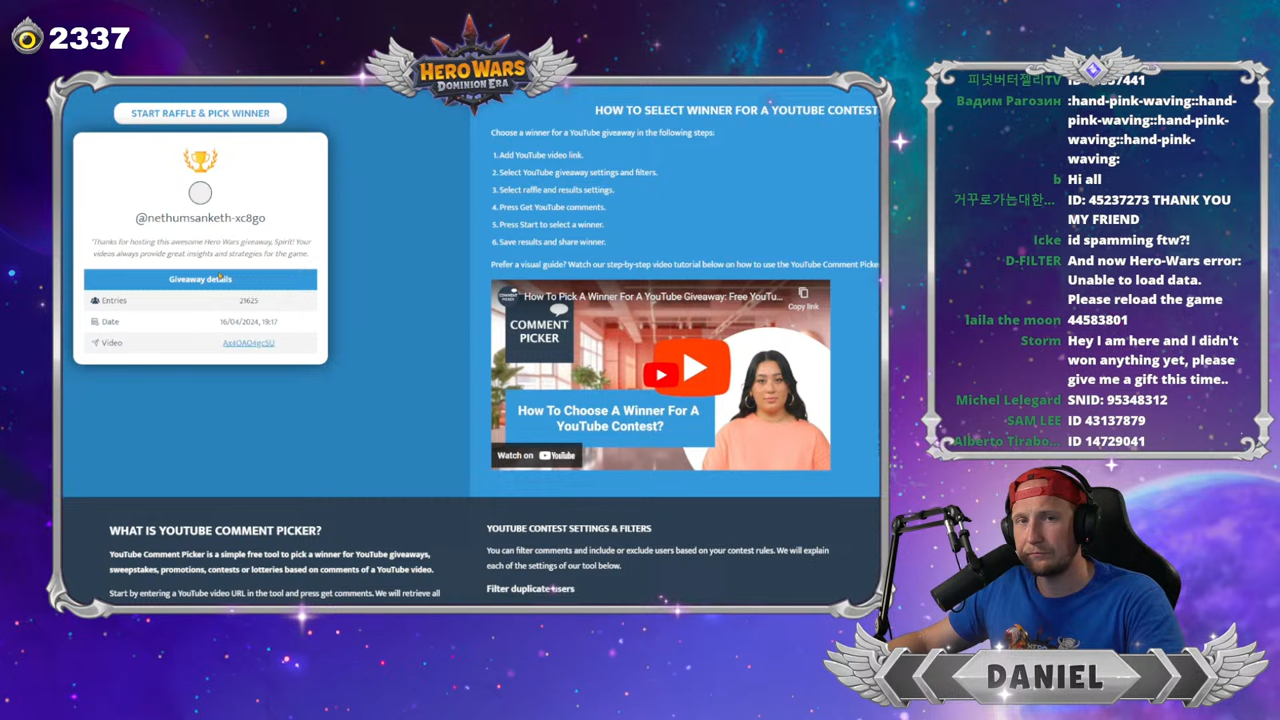 2337
HERO WARS
DOMINION ERA
START RAFFLE & PICK WINNER
@nethumsanketh-xc8go
"Thanks for hosting this awesome Hero Wars giveaway, Spirit! Your
videos always provide great insights and strategies for the game.
Giveaway details
Entries 21625
Date 16/04/2024, 19:17
Video Ax4OAO4gcSU
HOW TO SELECT WINNER FOR A YOUTUBE CONTEST
Choose a winner for a YouTube giveaway in the following steps:
1. Add YouTube video link.
2. Select YouTube giveaway settings and filters.
3. Select raffle and results settings.
4. Press Get YouTube comments.
5. Press Start to select a winner.
6. Save results and share winner.
Prefer a visual guide? Watch our step-by-step video tutorial below on how to use the YouTube Comment Picke
COMMENT
PICKER
How To Pick A Winner For A YouTube Giveaway: Free YouTu...
Copy link
COMMENT
PICKER
How To Choose A Winner For A
YouTube Contest?
Watch on YouTube
WHAT IS YOUTUBE COMMENT PICKER?
YouTube Comment Picker is a simple free tool to pick a winner for YouTube giveaways,
sweepstakes, promotions, contests or lotteries based on comments of a YouTube video.
Start by entering a YouTube video URL in the tool and press get comments. We will retrieve all
YOUTUBE CONTEST SETTINGS & FILTERS
You can filter comments and include or exclude users based on your contest rules. We will explain
each of the settings of our tool below.
Filter duplicate users
피넛버터젤리TV ID
7441
Вадим Рагозин :hand-pink-waving::hand-
pink-waving::hand-pink-
waving:
b Hi all
거꾸로가는대한... ID: 45237273 THANK YOU
MY FRIEND
Icke id spamming ftw?!
D-FILTER And now Hero-Wars error:
Unable to load data.
Please reload the game
laila the moon 44583801
Storm Hey I am here and I didn't
won anything yet, please
give me a gift this time..
Michel Lelegard SNID: 95348312
SAM LEE ID 43137879
Alberto Tirabo... ID 14729041
DANIEL